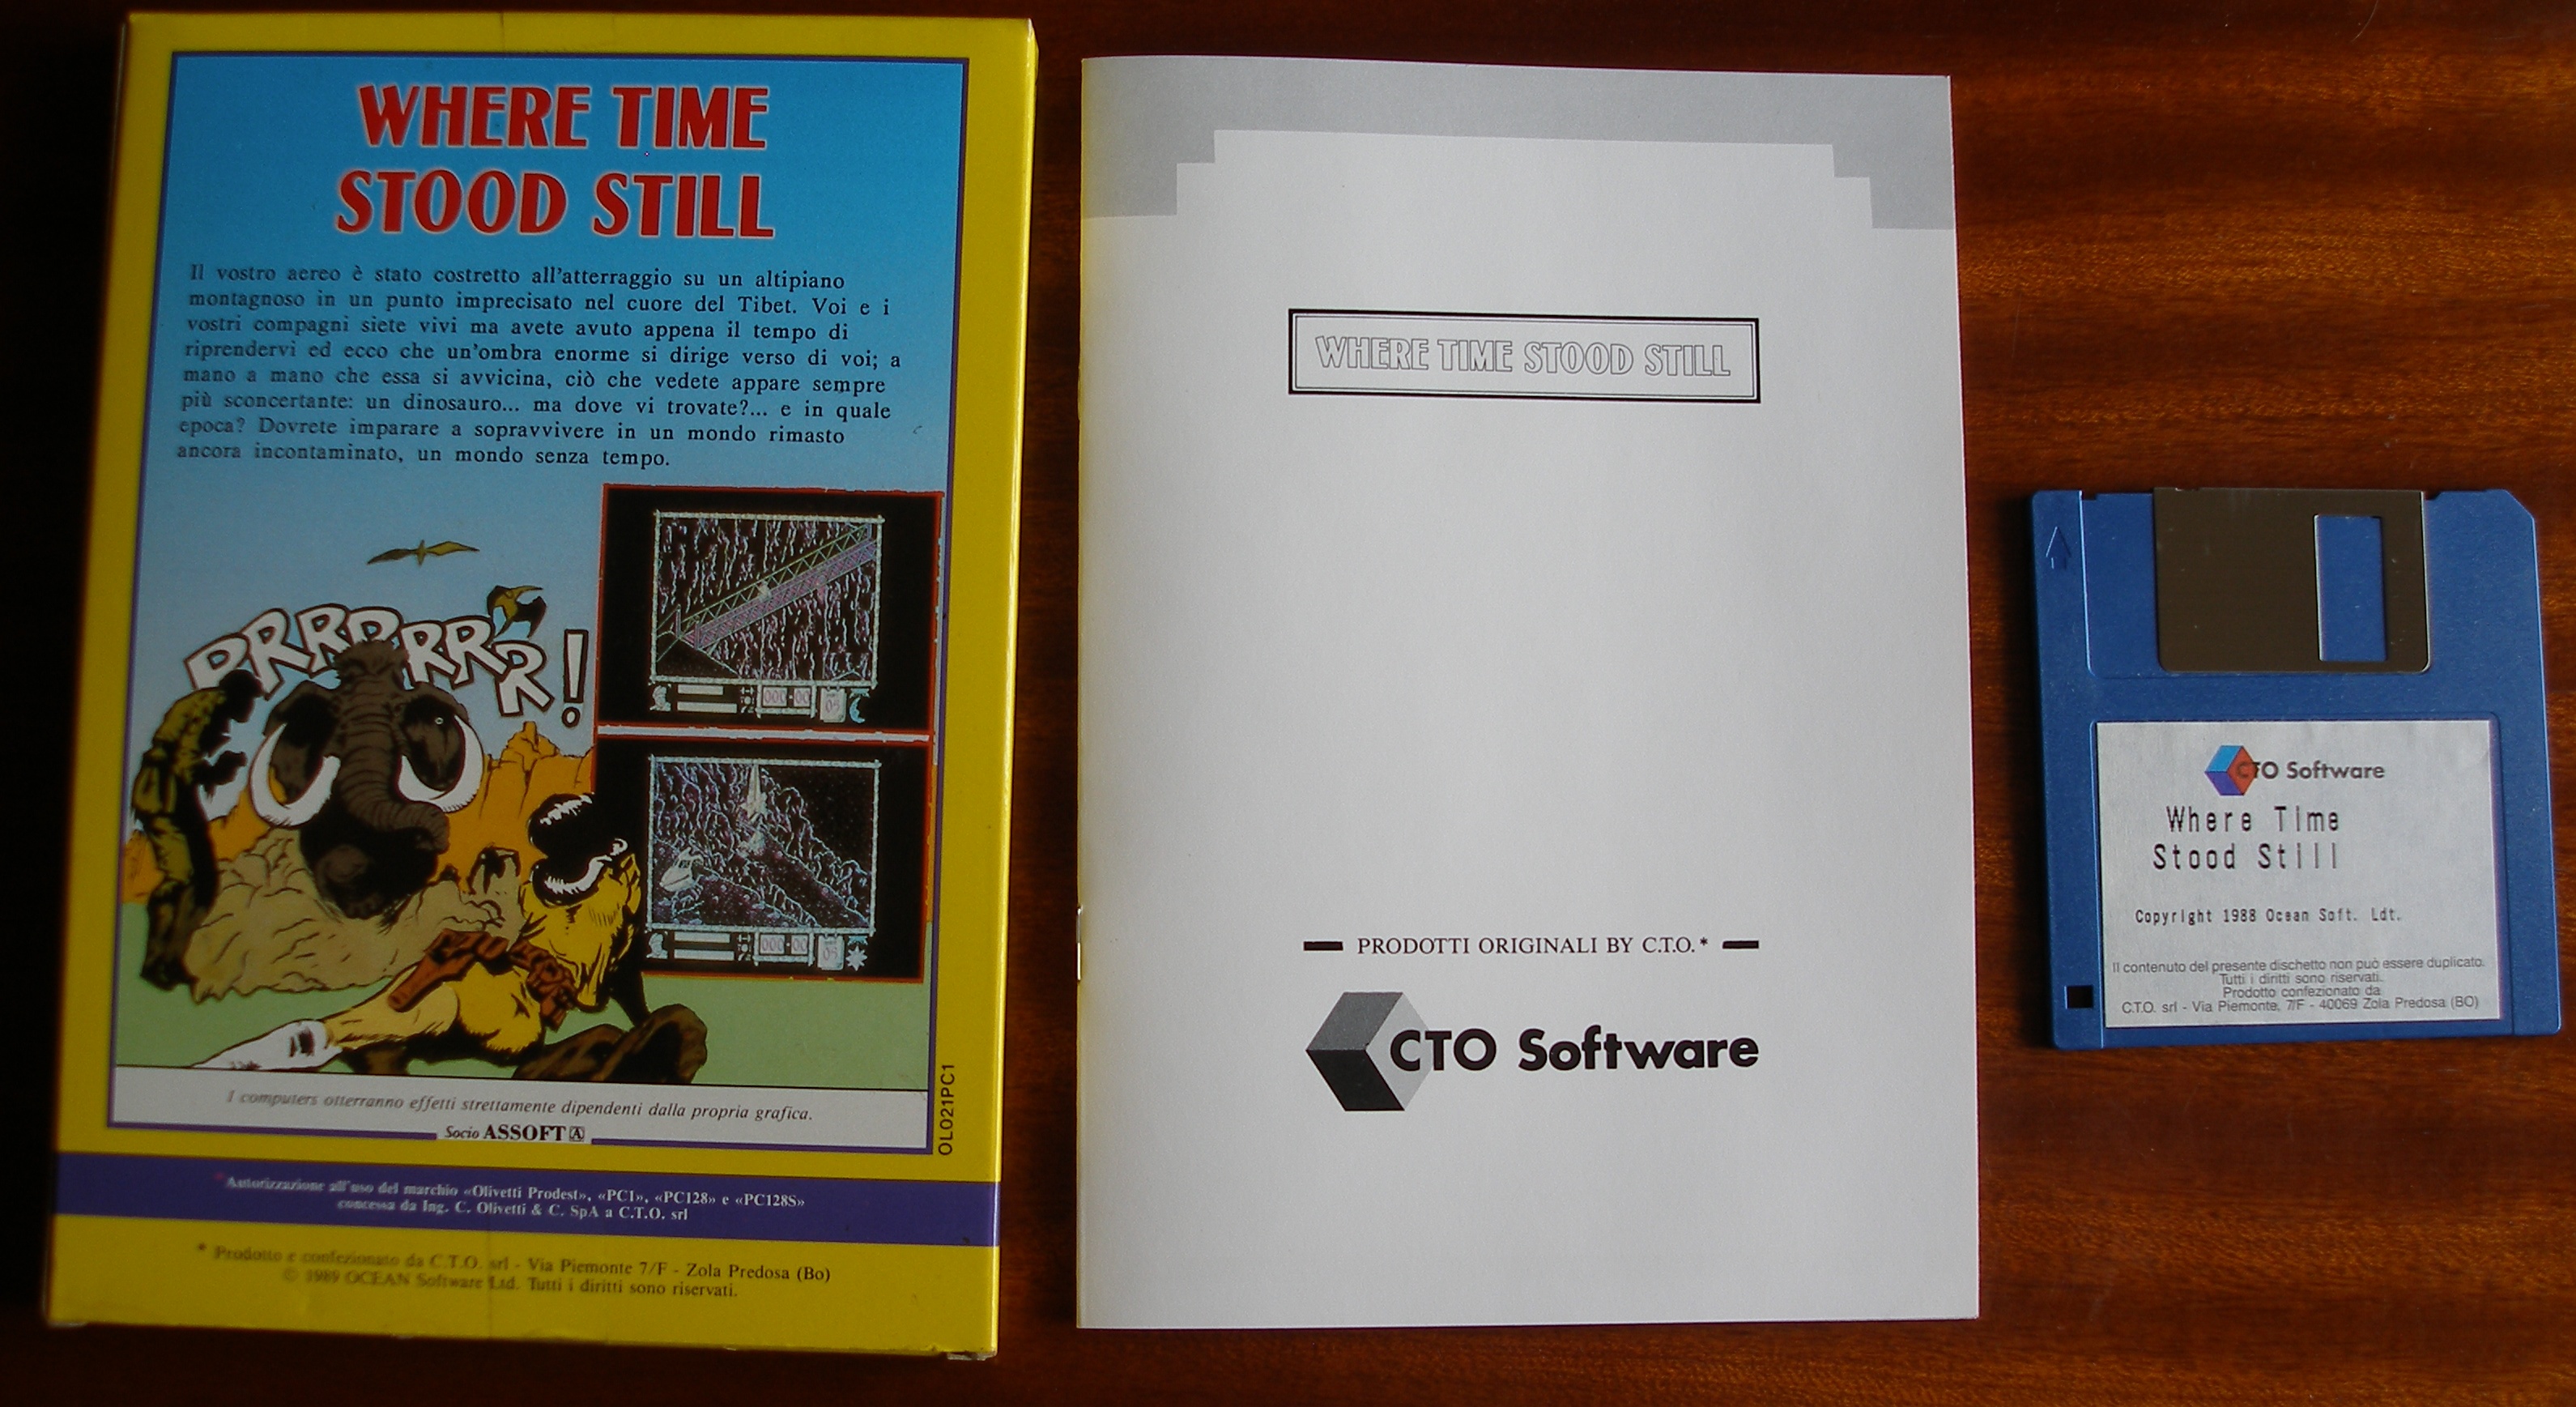 WHERE TIME
STOOD STILL
Il vostro aereo è stato costretto all'atterraggio su un altipiano
montagnoso in un punto imprecisato nel cuore del Tibet. Voi e i
vostri compagni siete vivi ma avete avuto appena il tempo di
riprendervi ed ecco che un'ombra enorme si dirige verso di voi; a
mano a mano che essa si avvicina, ciò che vedete appare sempre
più sconcertante: un dinosauro... ma dove vi trovate?... e in quale
epoca? Dovrete imparare a sopravvivere in un mondo rimasto
ancora incontaminato, un mondo senza tempo.
PRRRRRRR!
000·00
05
000·00
05
I computers otterranno effetti strettamente dipendenti dalla propria grafica.
Socio ASSOFT A
OL021PC1
*Autorizzazione all'uso del marchio «Olivetti Prodest», «PC1», «PC128» e «PC128S»
concessa da Ing. C. Olivetti & C. SpA a C.T.O. srl
* Prodotto e confezionato da C.T.O. srl - Via Piemonte 7/F - Zola Predosa (Bo)
© 1989 OCEAN Software Ltd. Tutti i diritti sono riservati.
WHERE TIME STOOD STILL
PRODOTTI ORIGINALI BY C.T.O.*
CTO Software
CTO Software
Where Time
Stood Still
Copyright 1988 Ocean Soft. Ldt.
Il contenuto del presente dischetto non può essere duplicato.
Tutti i diritti sono riservati.
Prodotto confezionato da
C.T.O. srl - Via Piemonte, 7/F - 40069 Zola Predosa (BO)